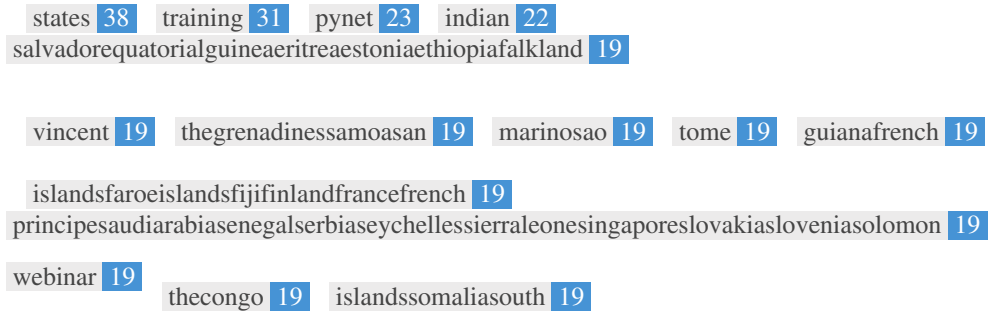 states 38 training 31 pynet 23 indian 22
salvadorequatorialguineaeritreaestoniaethiopiafalkland 19
vincent 19 thegrenadinessamoasan 19 marinosao 19 tome 19 guianafrench 19
islandsfaroeislandsfijifinlandfrancefrench 19
principesaudiarabiasenegalserbiaseychellessierraleonesingaporeslovakiasloveniasolomon 19
webinar 19
thecongo 19 islandssomaliasouth 19